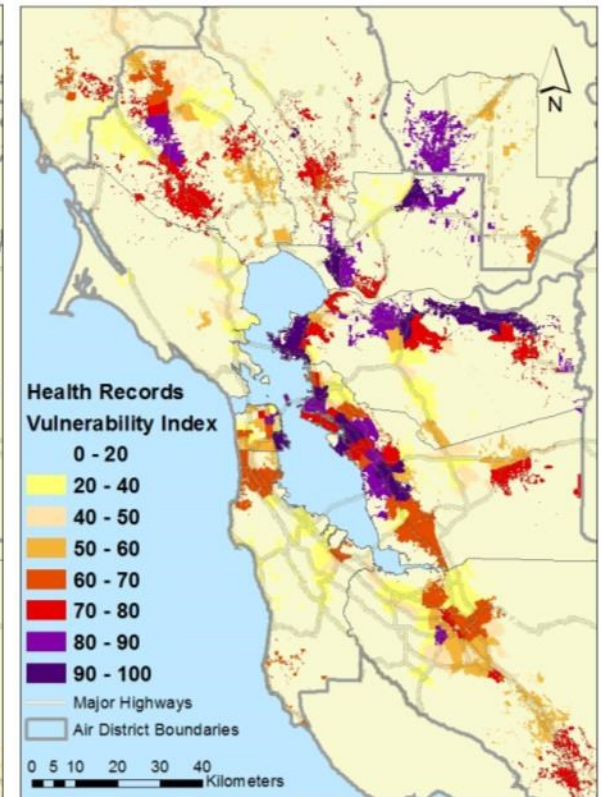 N
Health Records
Vulnerability Index
0 - 20
20 - 40
40 - 50
50 - 60
60 - 70
70 - 80
80 - 90
90 - 100
Major Highways
Air District Boundaries
0 5 10 20 30 40
Kilometers